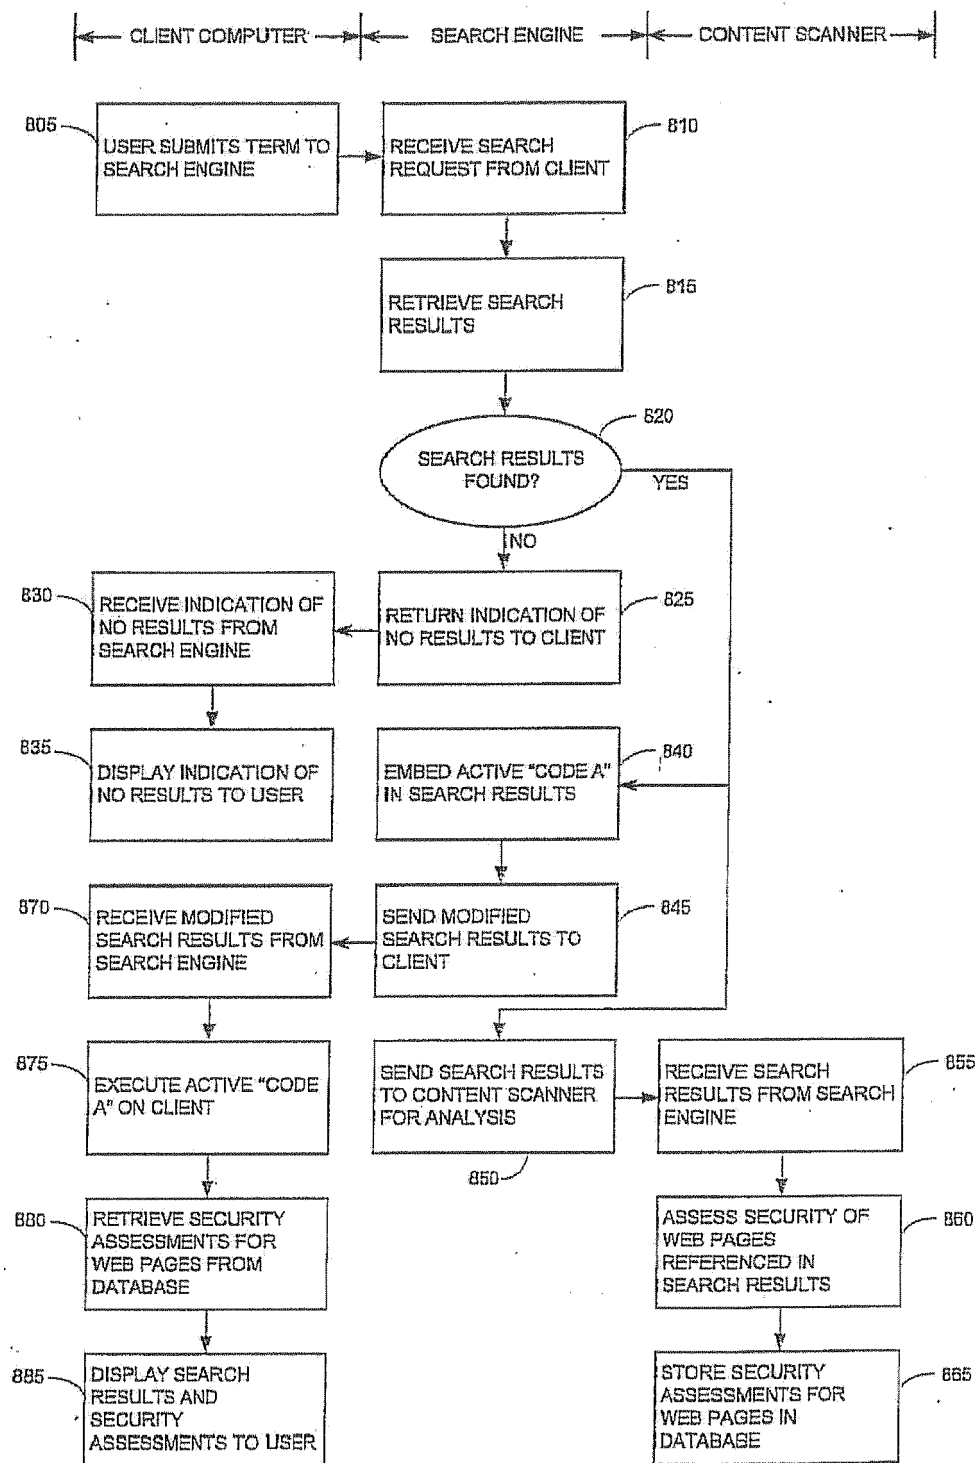 CLIENT COMPUTER
SEARCH ENGINE
CONTENT SCANNER
805
USER SUBMITS TERM TO
SEARCH ENGINE
810
RECEIVE SEARCH
REQUEST FROM CLIENT
815
RETRIEVE SEARCH
RESULTS
820
SEARCH RESULTS
FOUND?
YES
NO
830
RECEIVE INDICATION OF
NO RESULTS FROM
SEARCH ENGINE
825
RETURN INDICATION OF
NO RESULTS TO CLIENT
835
DISPLAY INDICATION OF
NO RESULTS TO USER
840
EMBED ACTIVE "CODE A"
IN SEARCH RESULTS
870
RECEIVE MODIFIED
SEARCH RESULTS FROM
SEARCH ENGINE
845
SEND MODIFIED
SEARCH RESULTS TO
CLIENT
875
EXECUTE ACTIVE "CODE
A" ON CLIENT
SEND SEARCH RESULTS
TO CONTENT SCANNER
FOR ANALYSIS
850
855
RECEIVE SEARCH
RESULTS FROM SEARCH
ENGINE
880
RETRIEVE SECURITY
ASSESSMENTS FOR
WEB PAGES FROM
DATABASE
860
ASSESS SECURITY OF
WEB PAGES
REFERENCED IN
SEARCH RESULTS
885
DISPLAY SEARCH
RESULTS AND
SECURITY
ASSESSMENTS TO USER
865
STORE SECURITY
ASSESSMENTS FOR
WEB PAGES IN
DATABASE